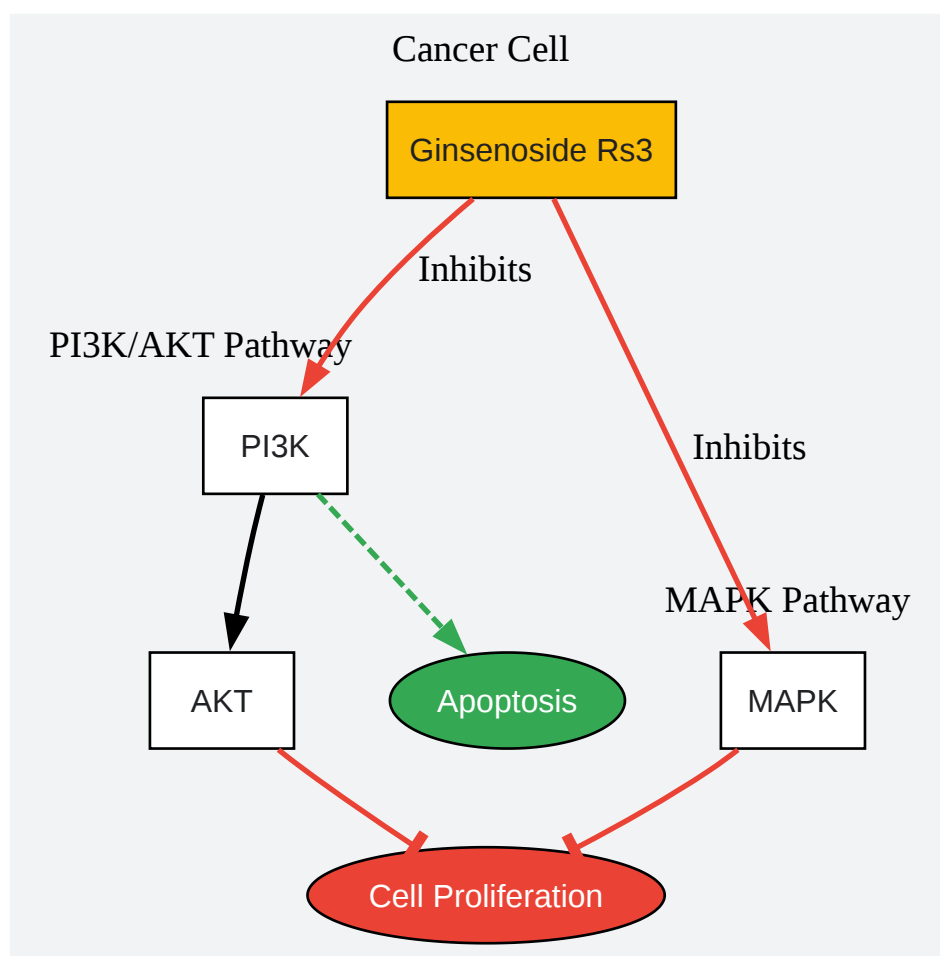 Cancer Cell
Ginsenoside Rs3
Inhibits
PI3K/AKT Pathway
PI3K
Inhibits
MAPK Pathway
AKT
Apoptosis
MAPK
Cell Proliferation